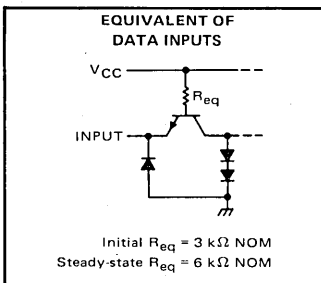 EQUIVALENT OF
DATA INPUTS
VCC
Req
INPUT
Initial Req = 3 kΩ NOM
Steady-state Req = 6 kΩ NOM